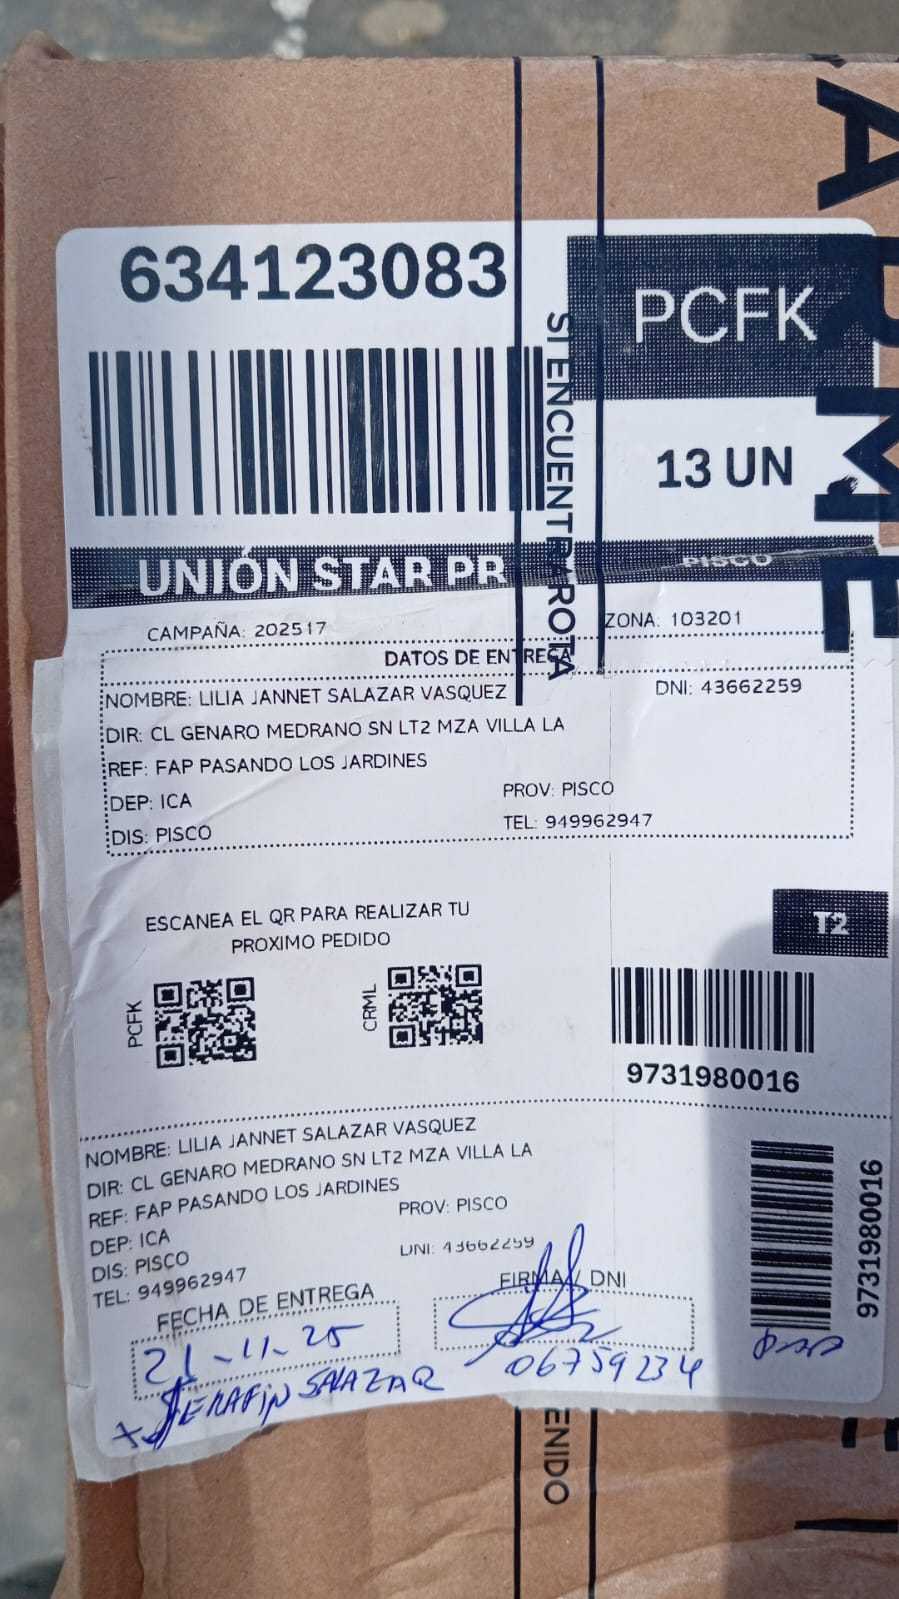 634123083
PCFK
13 UN
UNIÓN STAR PR
PISCO
CAMPAÑA: 202517
ZONA: 103201
DATOS DE ENTREGA
NOMBRE: LILIA JANNET SALAZAR VASQUEZ
DNI: 43662259
DIR: CL GENARO MEDRANO SN LT2 MZA VILLA LA
REF: FAP PASANDO LOS JARDINES
DEP: ICA
PROV: PISCO
DIS: PISCO
TEL: 949962947
ESCANEA EL QR PARA REALIZAR TU
PROXIMO PEDIDO
PCFK
CRML
T2
9731980016
NOMBRE: LILIA JANNET SALAZAR VASQUEZ
DIR: CL GENARO MEDRANO SN LT2 MZA VILLA LA
REF: FAP PASANDO LOS JARDINES
DEP: ICA
PROV: PISCO
DIS: PISCO
DNI: 43662259
TEL: 949962947
FECHA DE ENTREGA
FIRMA / DNI
21-11-25
06759234
SERAFIN SALAZAR
9731980016
SI ENCUENTRA ROTA
ENIDO
ARME